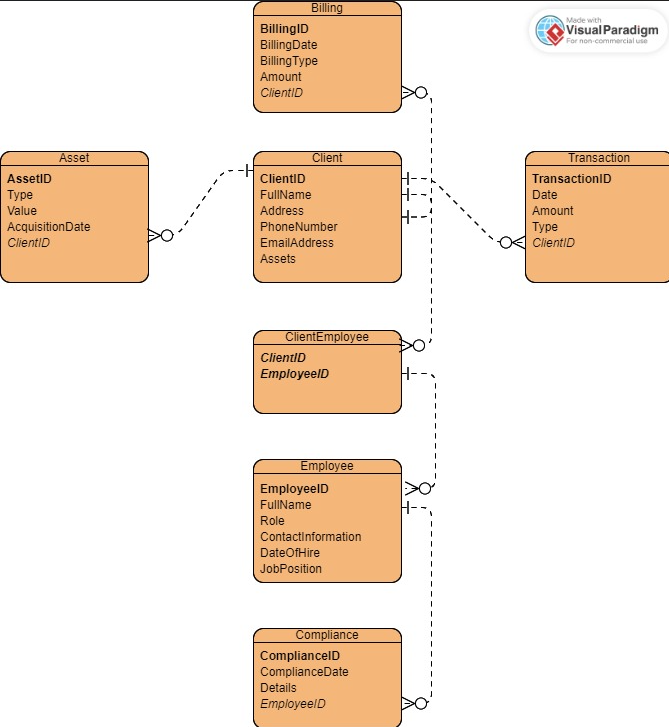 Billing
BillingID
BillingDate
BillingType
Amount
ClientID
Made with
Visual Paradigm
For non-commercial use
Asset
AssetID
Type
Value
AcquisitionDate
ClientID
Client
ClientID
FullName
Address
PhoneNumber
EmailAddress
Assets
Transaction
TransactionID
Date
Amount
Type
ClientID
ClientEmployee
ClientID
EmployeeID
Employee
EmployeeID
FullName
Role
ContactInformation
DateOfHire
JobPosition
Compliance
ComplianceID
ComplianceDate
Details
EmployeeID